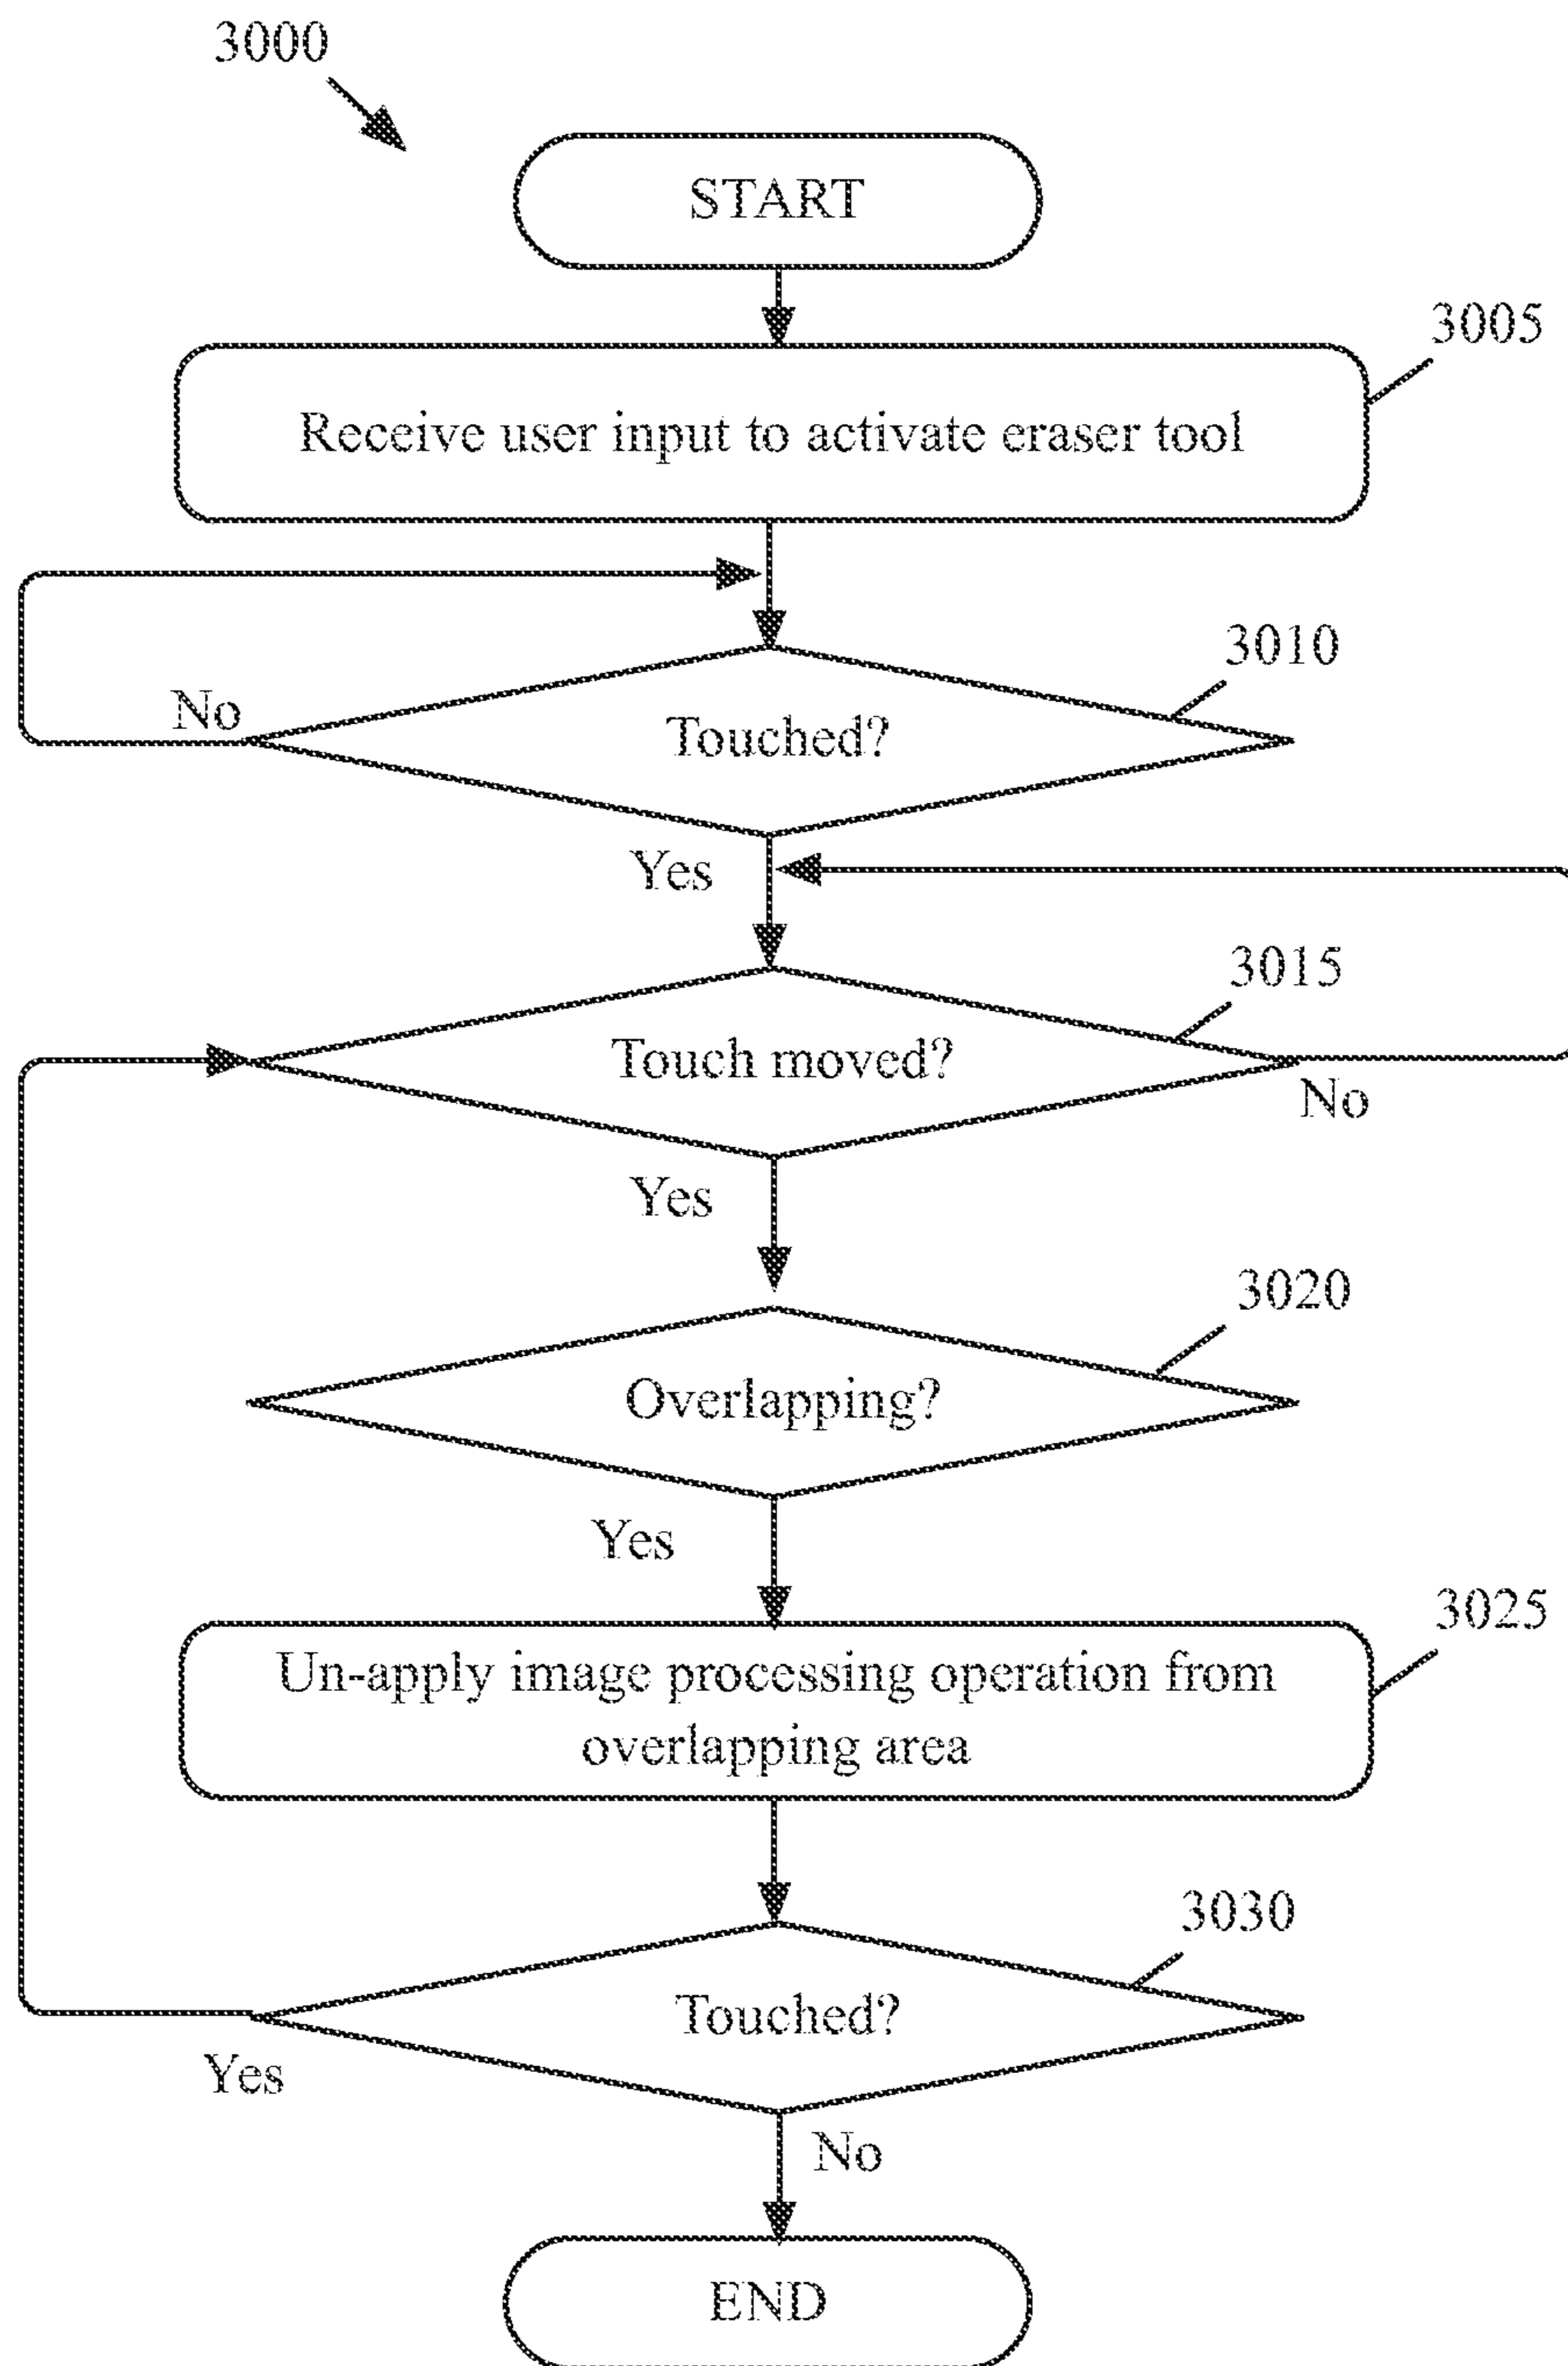 3000
START
3005
Receive user input to activate eraser tool
3010
No
Touched?
Yes
3015
Touch moved?
No
Yes
3020
Overlapping?
Yes
3025
Un-apply image processing operation from
overlapping area
3030
Touched?
Yes
No
END